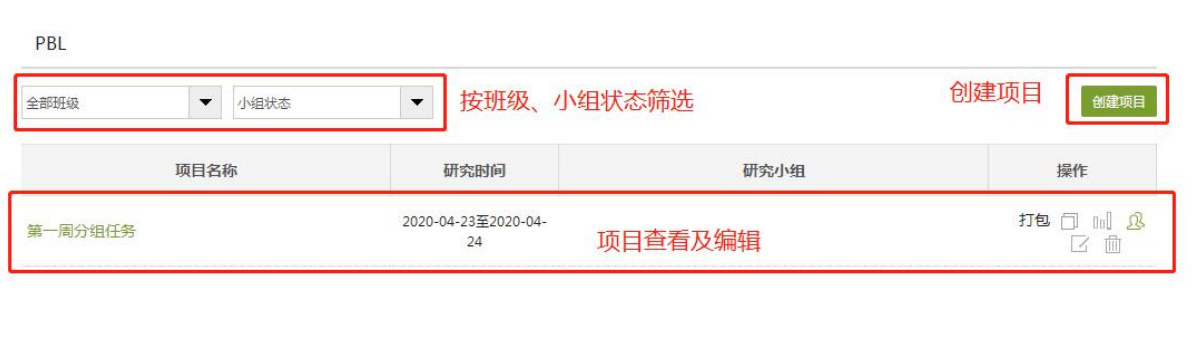 PBL
全部班级 小组状态 按班级、小组状态筛选 创建项目 创建项目
项目名称 研究时间 研究小组 操作
第一周分组任务 2020-04-23至2020-04-
24 项目查看及编辑 打包